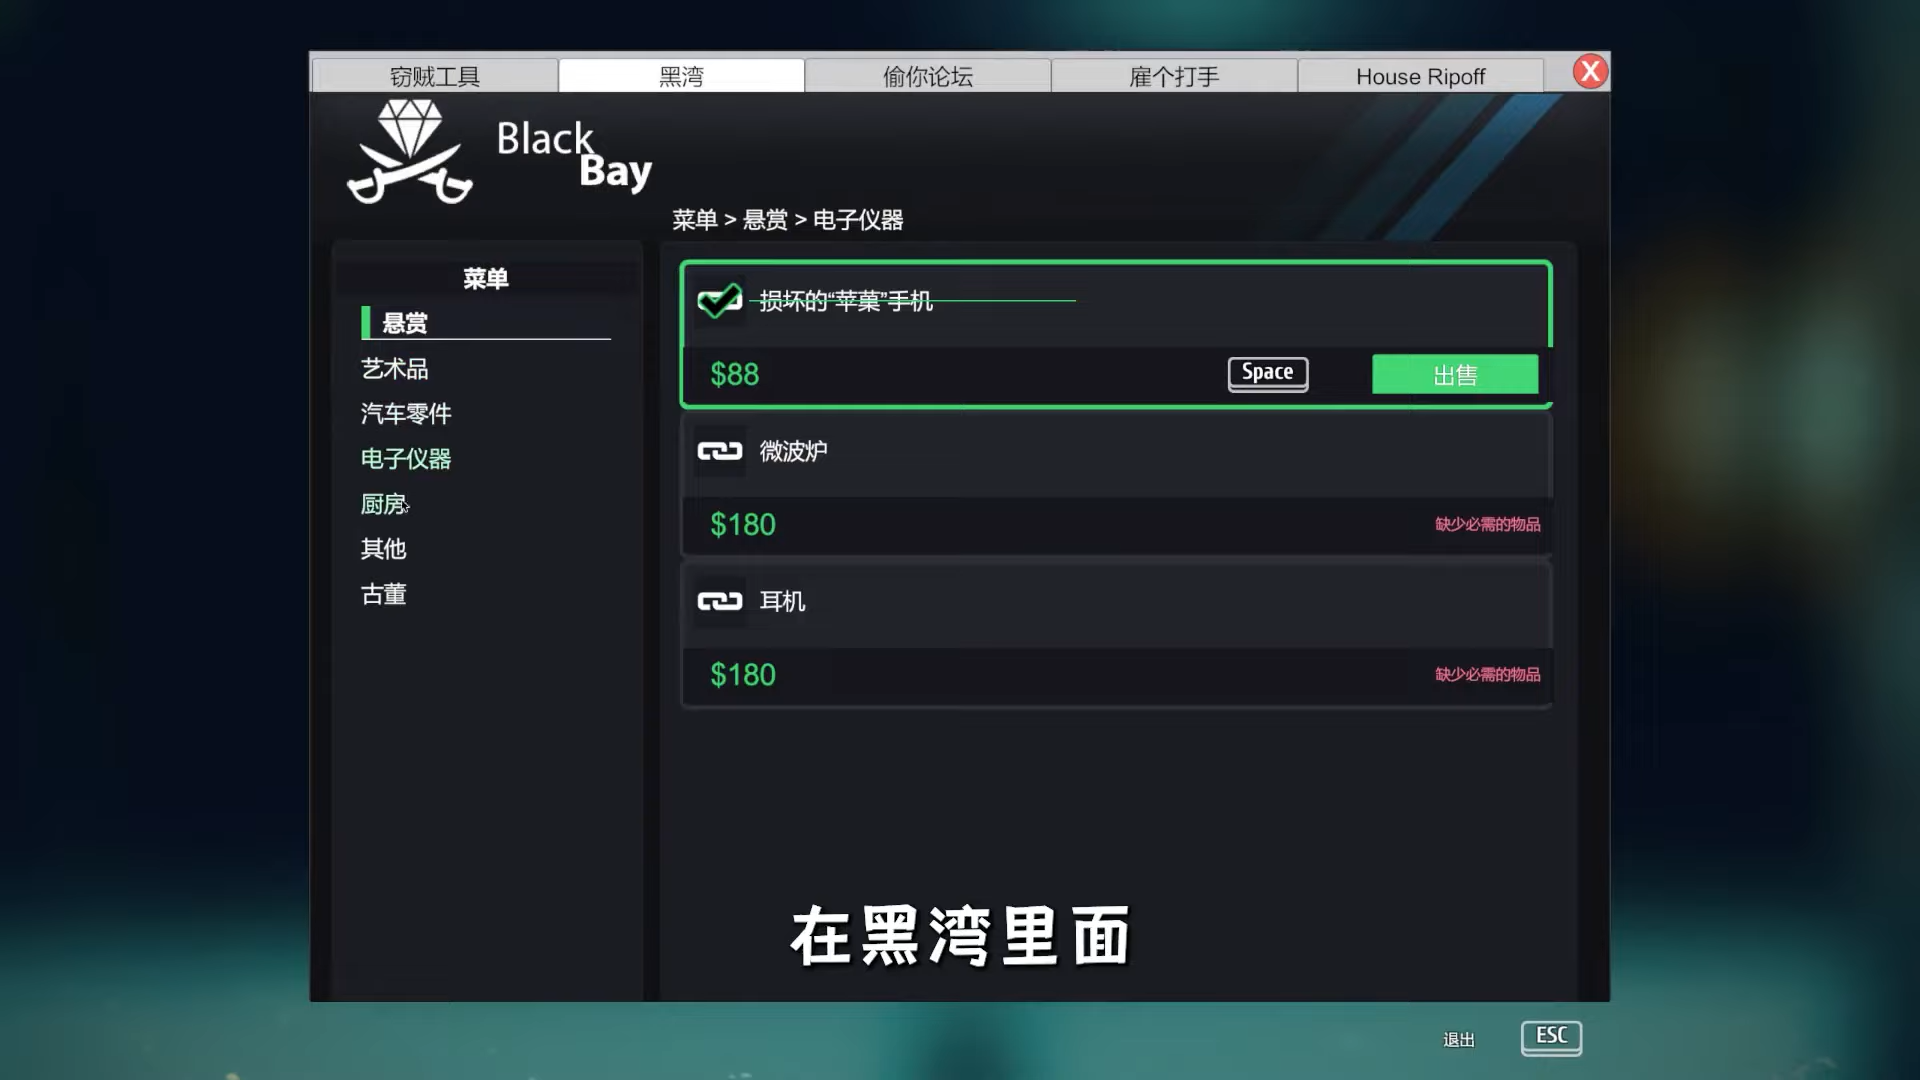 窃贼工具
黑湾
偷你论坛
雇个打手
House Ripoff
X
Black
Bay
菜单 > 悬赏 > 电子仪器
菜单
悬赏
艺术品
汽车零件
电子仪器
厨房
其他
古董
损坏的“苹菓”手机
$88
Space
出售
微波炉
$180
缺少必需的物品
耳机
$180
缺少必需的物品
在黑湾里面
退出
ESC